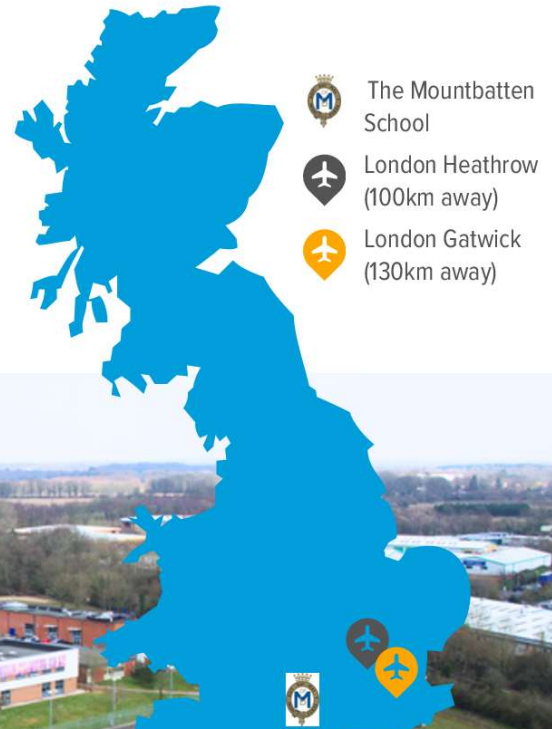 The Mountbatten
School
London Heathrow
(100km away)
London Gatwick
(130km away)
M
M